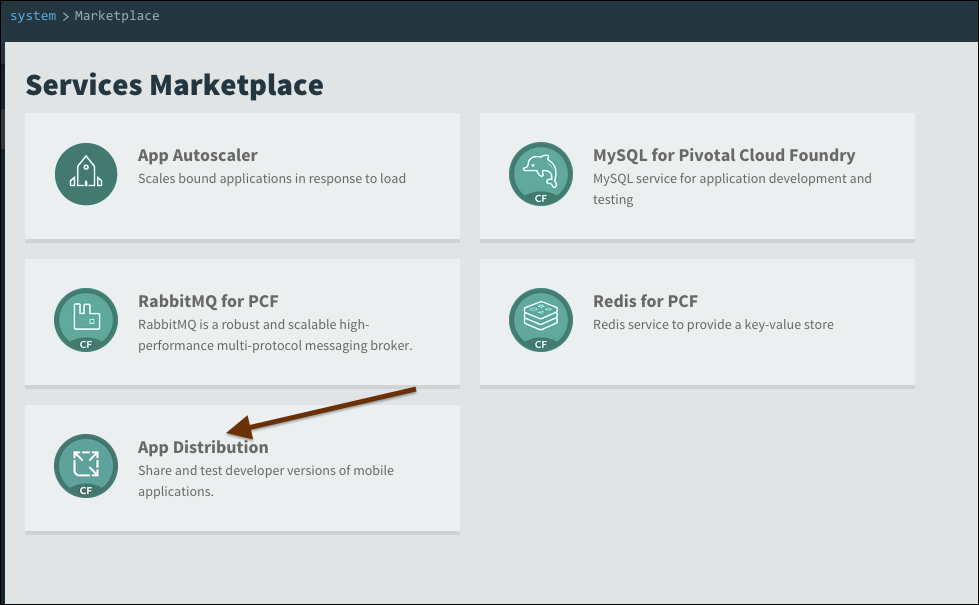 system > Marketplace
Services Marketplace
App Autoscaler
Scales bound applications in response to load
MySQL for Pivotal Cloud Foundry
MySQL service for application development and
testing
CF
RabbitMQ for PCF
RabbitMQ is a robust and scalable high-
performance multi-protocol messaging broker.
CF
Redis for PCF
Redis service to provide a key-value store
CF
App Distribution
Share and test developer versions of mobile
applications.
CF